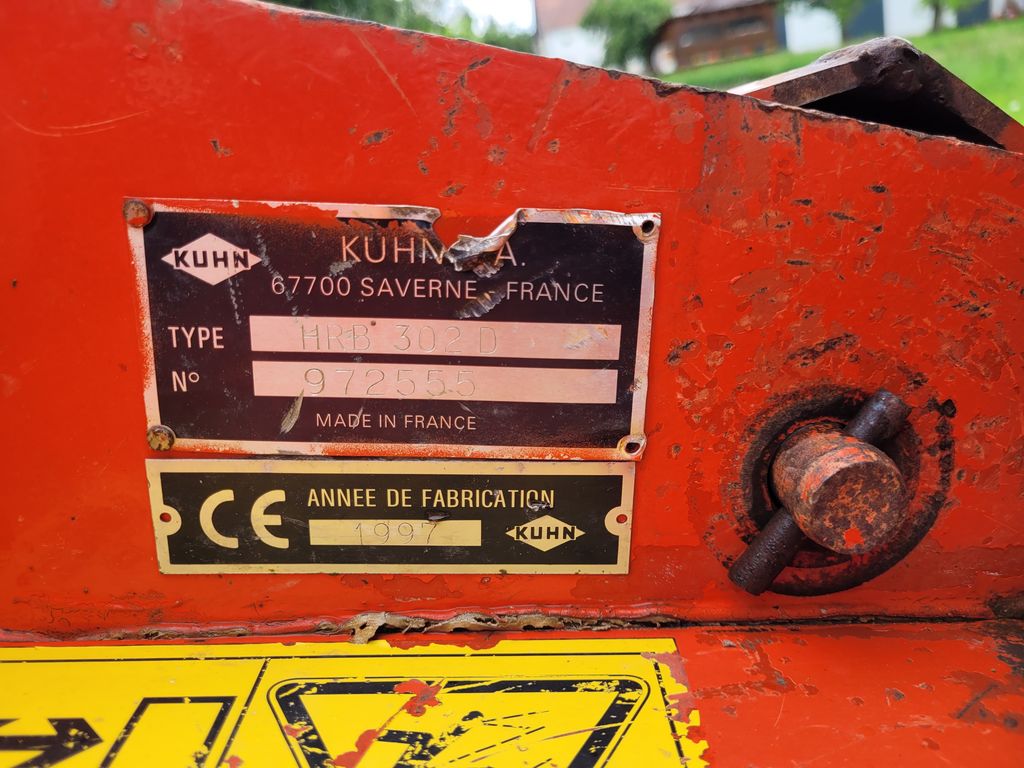 KUHN
KUHN A.
67700 SAVERNE FRANCE
TYPE HRB 302 D
N° 972555
MADE IN FRANCE
CE ANNEE DE FABRICATION
1997 KUHN